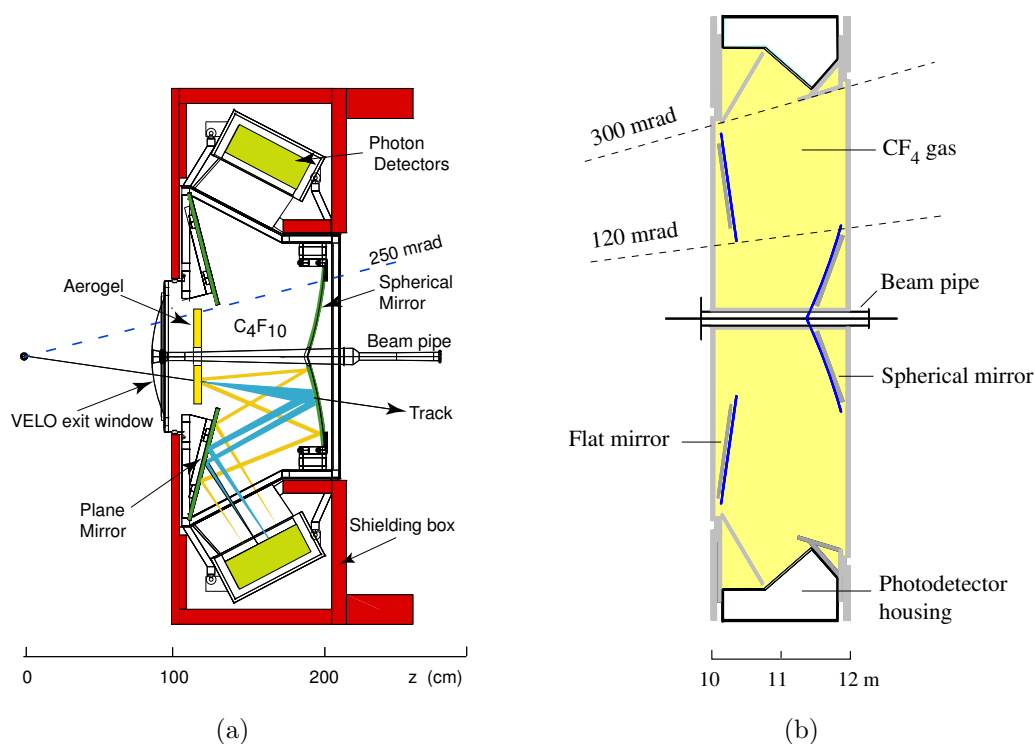 Photon
Detectors
250 mrad
Aerogel
Spherical
Mirror
C4F10
Beam pipe
VELO exit window
Track
Plane
Mirror
Shielding box
0
100
200
z (cm)
(a)
300 mrad
CF4 gas
120 mrad
Beam pipe
Spherical mirror
Flat mirror
Photodetector
housing
10
11
12 m
(b)